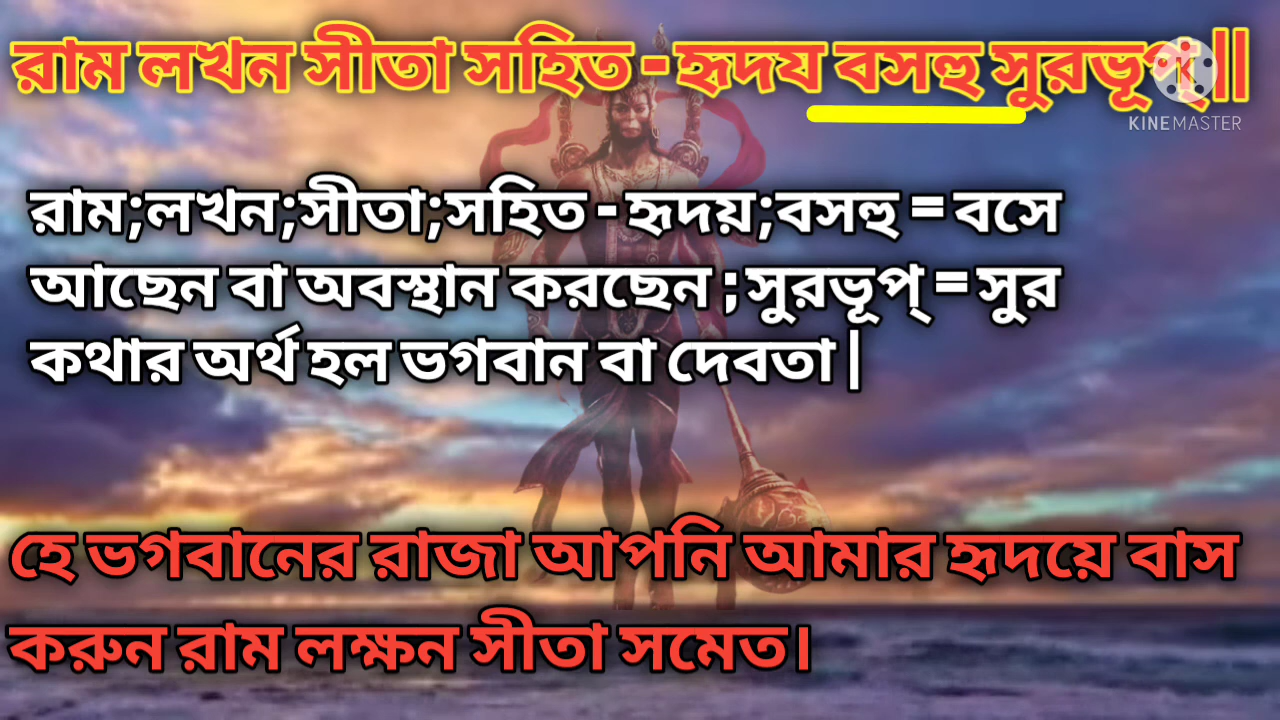 রাম লখন সীতা সহিত - হৃদয বসহু সুরভূপ্ ||
KINEMASTER
রাম;লখন;সীতা;সহিত - হৃদয়;বসহু = বসে
আছেন বা অবস্থান করছেন ; সুরভূপ্ = সুর
কথার অর্থ হল ভগবান বা দেবতা |
হে ভগবানের রাজা আপনি আমার হৃদয়ে বাস
করুন রাম লক্ষন সীতা সমেত।